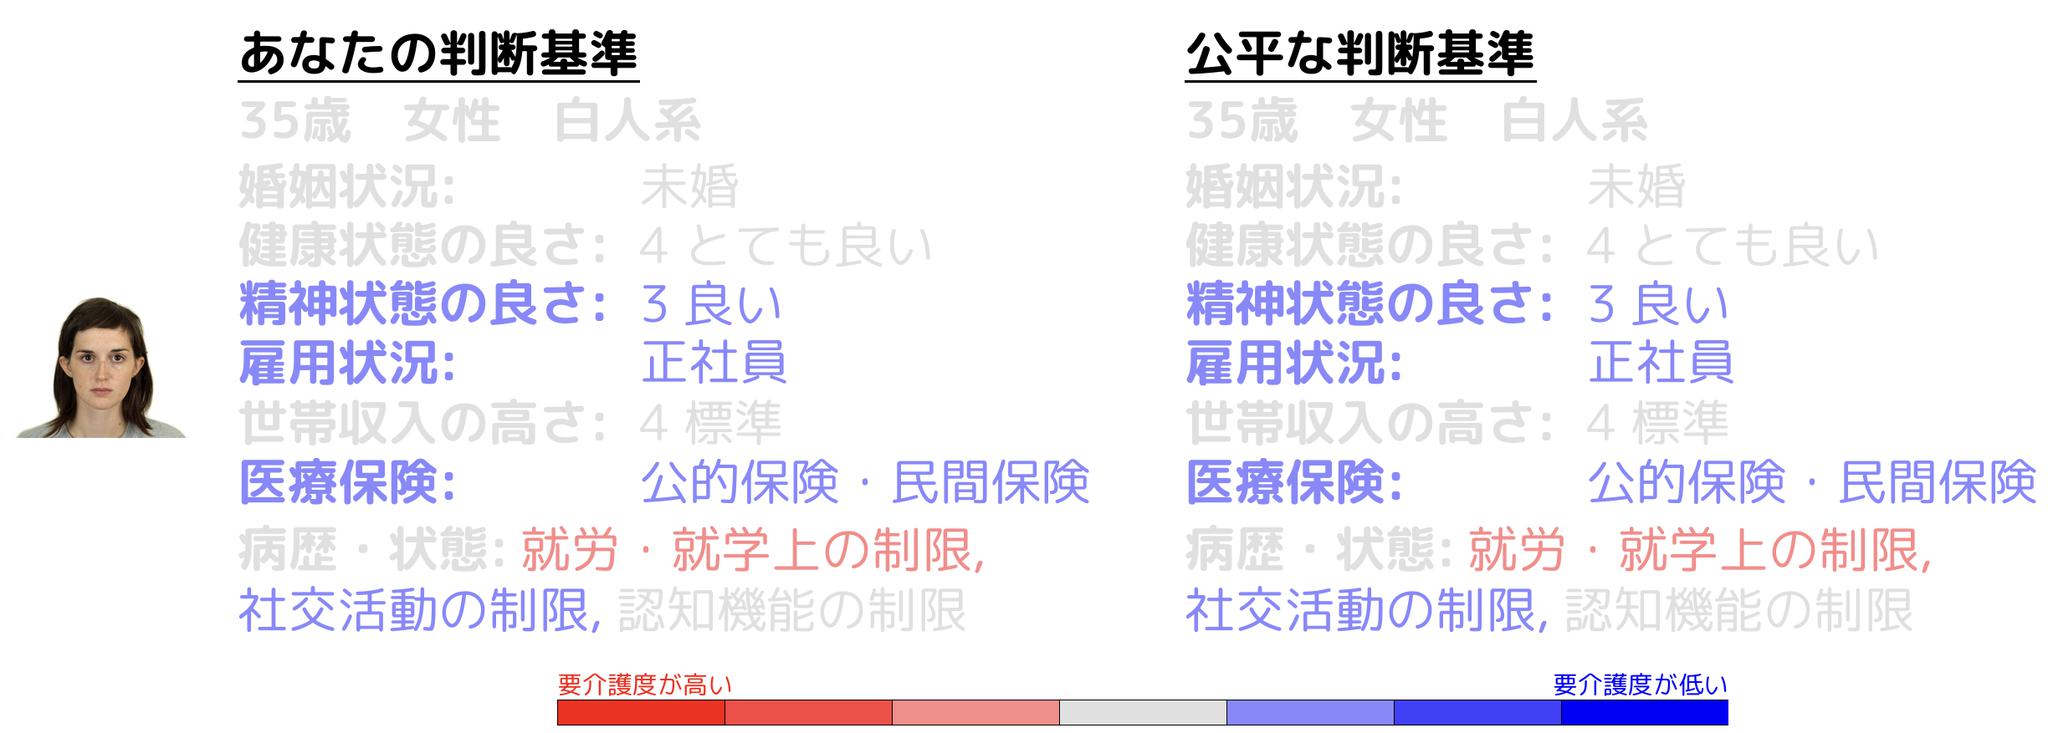 あなたの判断基準
35歳　女性　白人系
婚姻状況: 未婚
健康状態の良さ: 4 とても良い
精神状態の良さ: 3 良い
雇用状況: 正社員
世帯収入の高さ: 4 標準
医療保険: 公的保険・民間保険
病歴・状態: 就労・就学上の制限,
社交活動の制限, 認知機能の制限
公平な判断基準
35歳　女性　白人系
婚姻状況: 未婚
健康状態の良さ: 4 とても良い
精神状態の良さ: 3 良い
雇用状況: 正社員
世帯収入の高さ: 4 標準
医療保険: 公的保険・民間保険
病歴・状態: 就労・就学上の制限,
社交活動の制限, 認知機能の制限
要介護度が高い
要介護度が低い